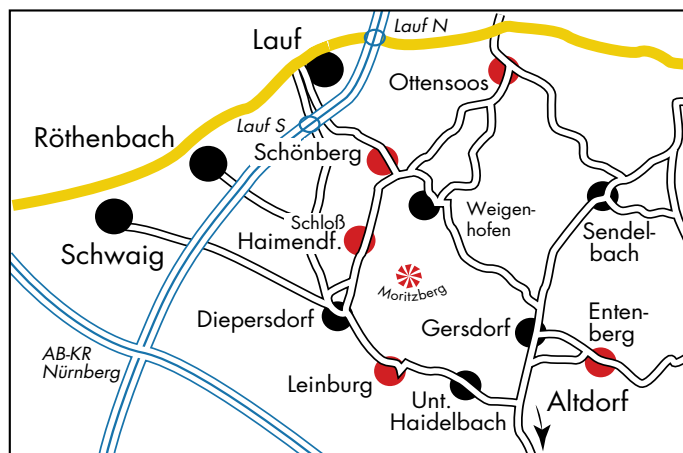 Lauf N
Lauf
Ottensoos
Lauf S
Röthenbach
Schönberg
Weigen-
hofen
Schloß
Haimendf.
Sendel-
bach
Schwaig
Moritzberg
Diepersdorf
Gersdorf
Enten-
berg
AB-KR
Nürnberg
Leinburg
Unt.
Haidelbach
Altdorf